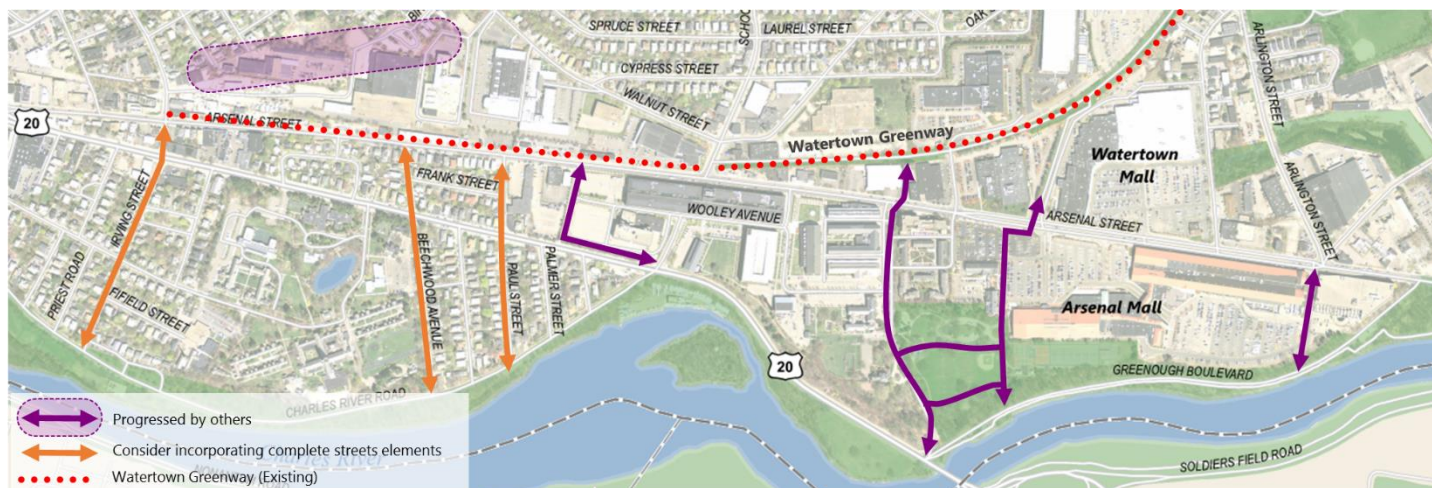 SPRUCE STREET
LAUREL STREET
CYPRESS STREET
WALNUT STREET
ARLINGTON STREET
20
ARSENAL STREET
Watertown Greenway
Watertown
Mall
FRANK STREET
WOOLEY AVENUE
ARSENAL STREET
ARLINGTON STREET
IRVING STREET
PRIEST ROAD
FIFIELD STREET
BEECHWOOD AVENUE
PAUL STREET
PALMER STREET
Arsenal Mall
20
GREENOUGH BOULEVARD
CHARLES RIVER ROAD
SOLDIERS FIELD ROAD
Charles River
Progressed by others
Consider incorporating complete streets elements
Watertown Greenway (Existing)